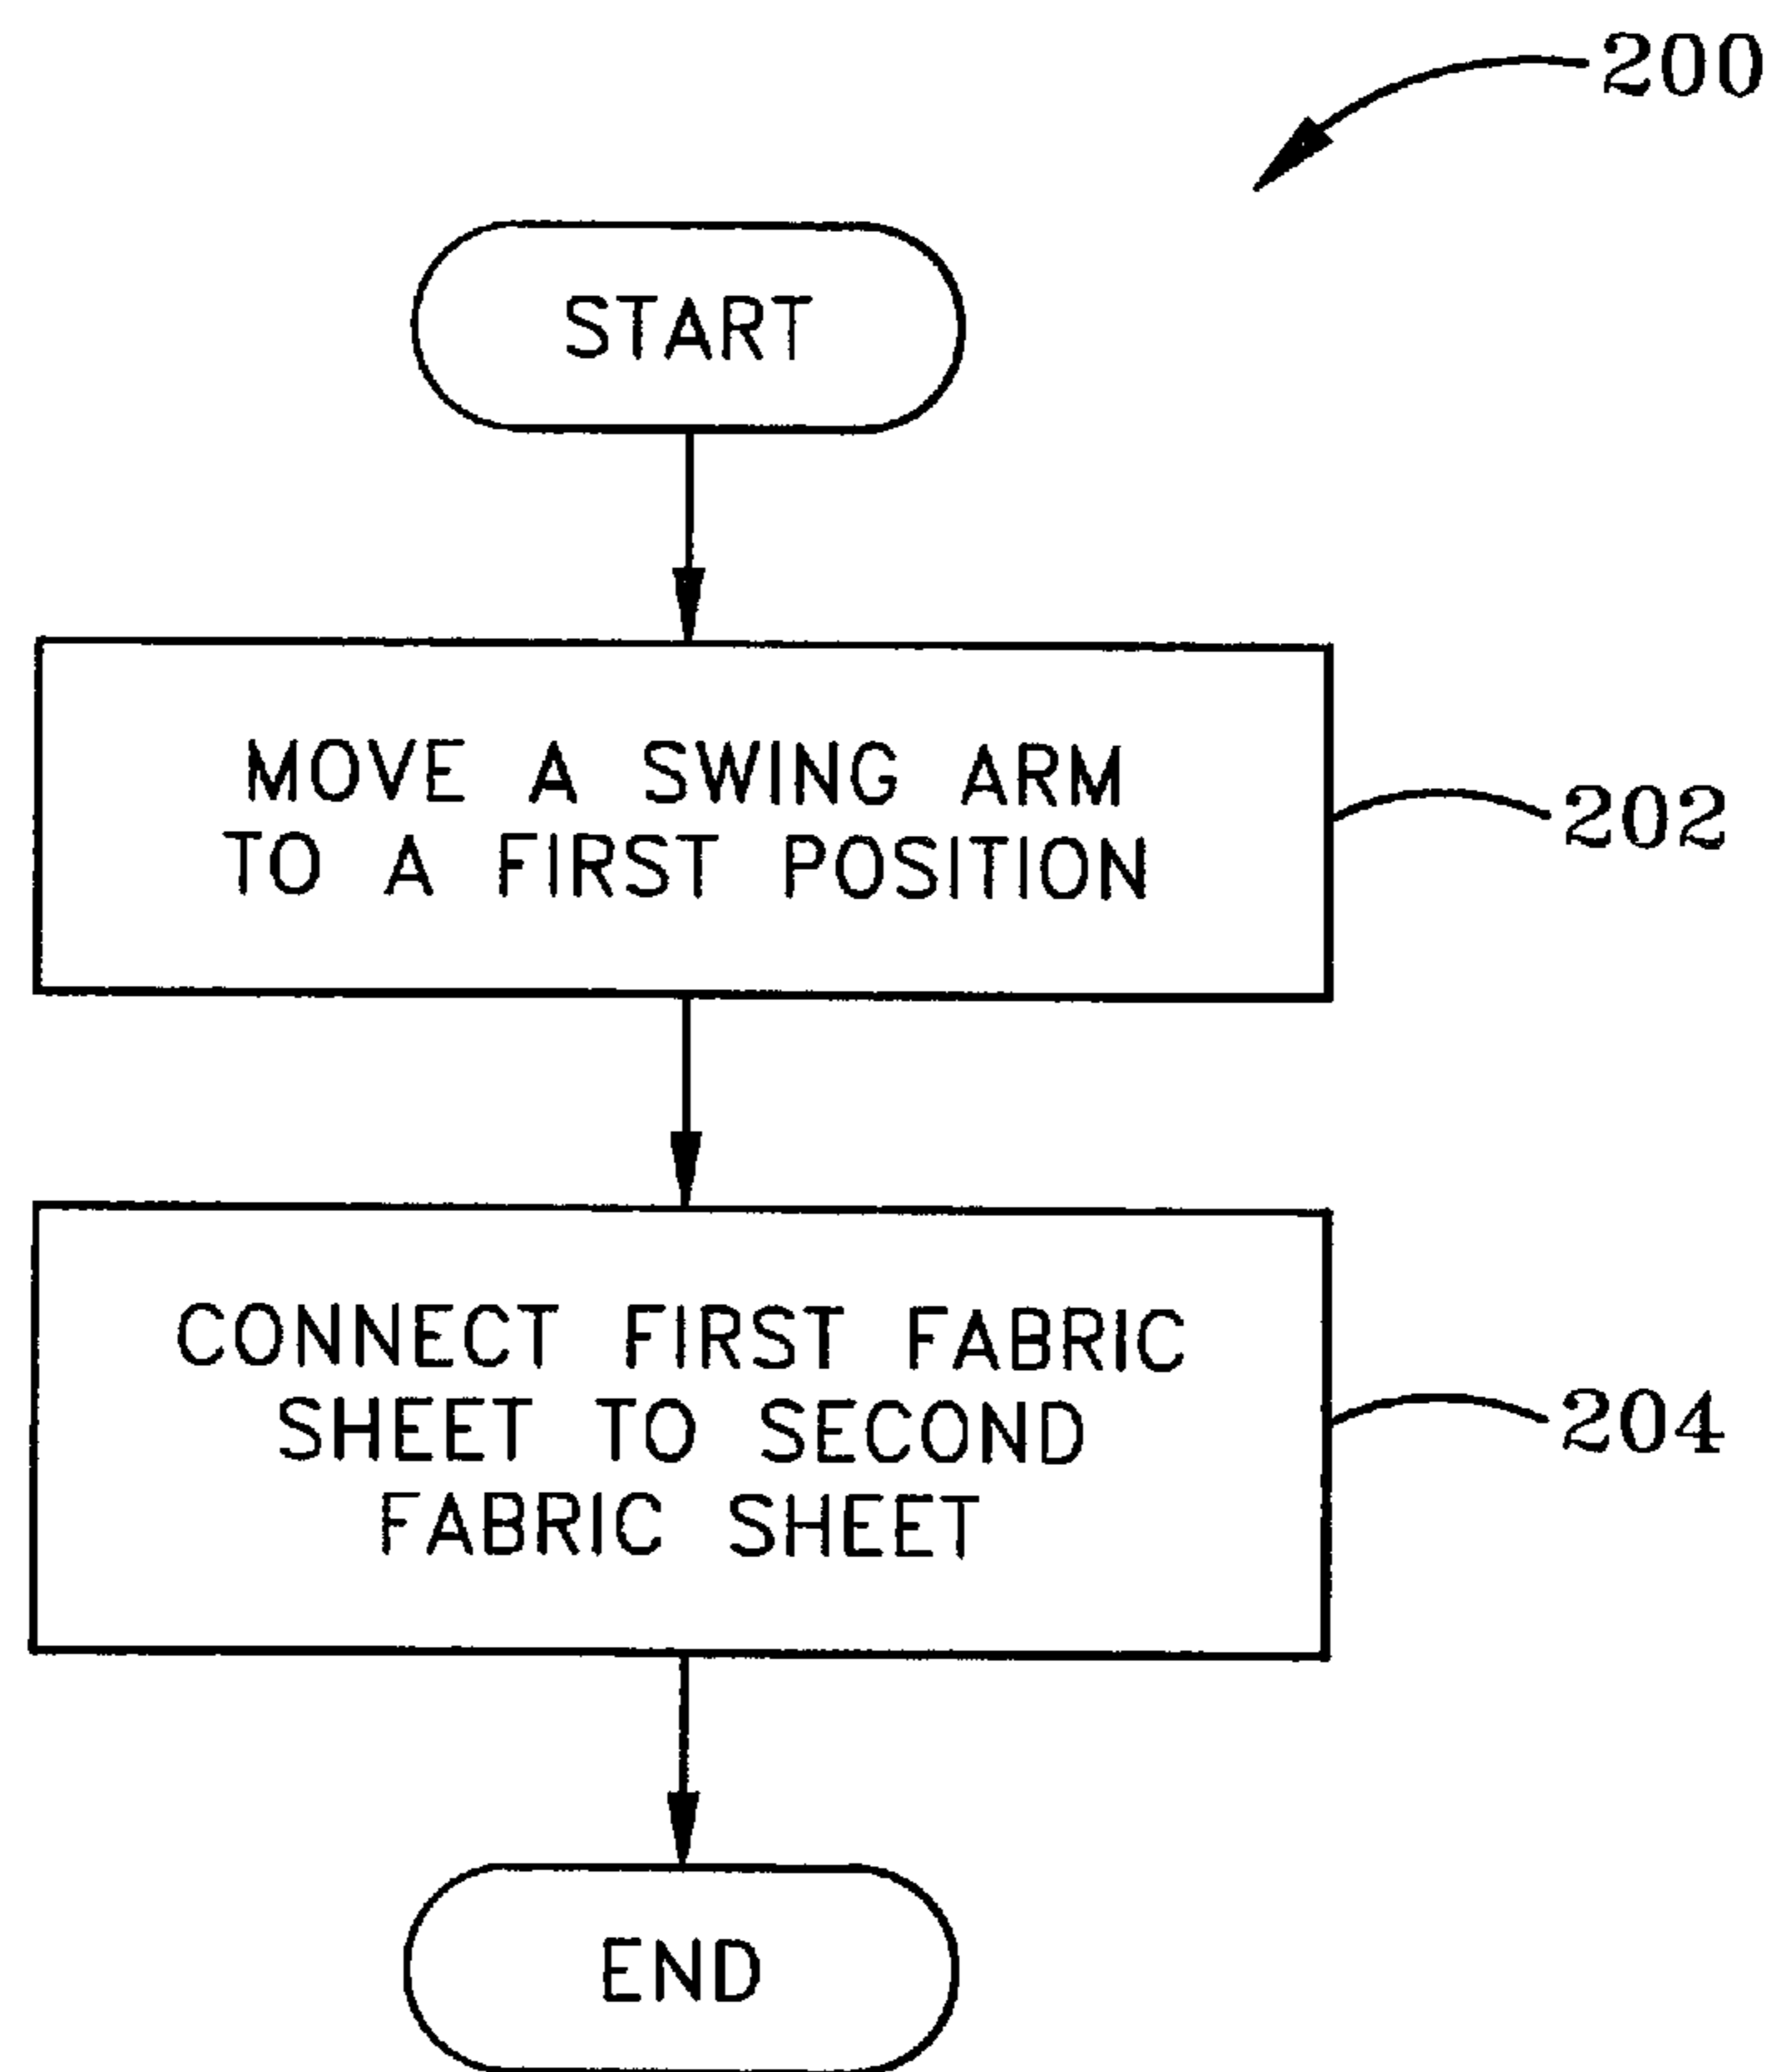 200
START
MOVE A SWING ARM
TO A FIRST POSITION
202
CONNECT FIRST FABRIC
SHEET TO SECOND
FABRIC SHEET
204
END